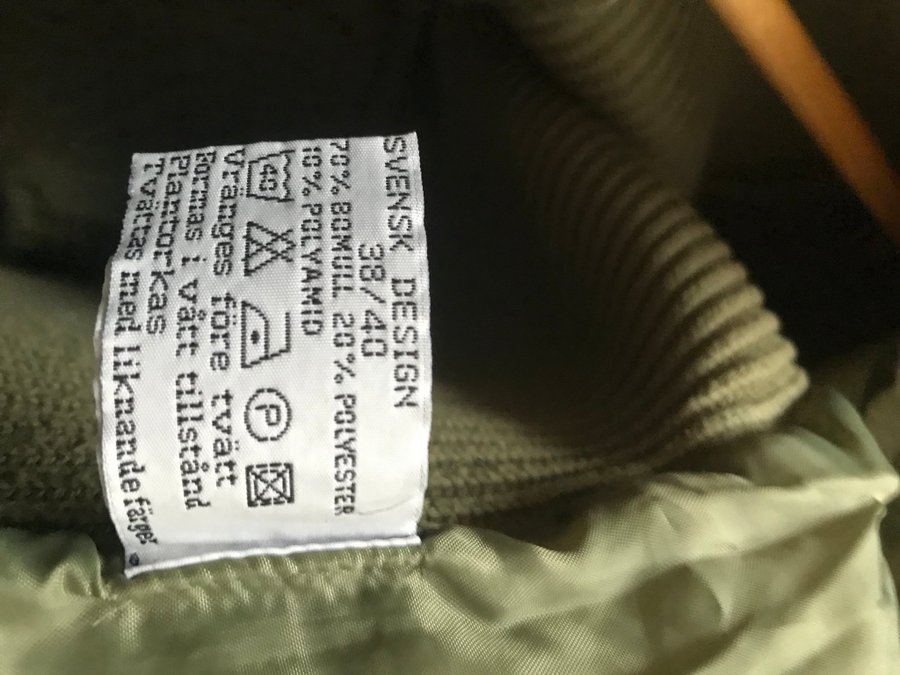 SVENSK DESIGN
38/40
70% BOMULL 20% POLYESTER
10% POLYAMID
40 P
Vränges före tvätt
Formas i vått tillstånd
Plantorkas
Tvättas med liknande färger